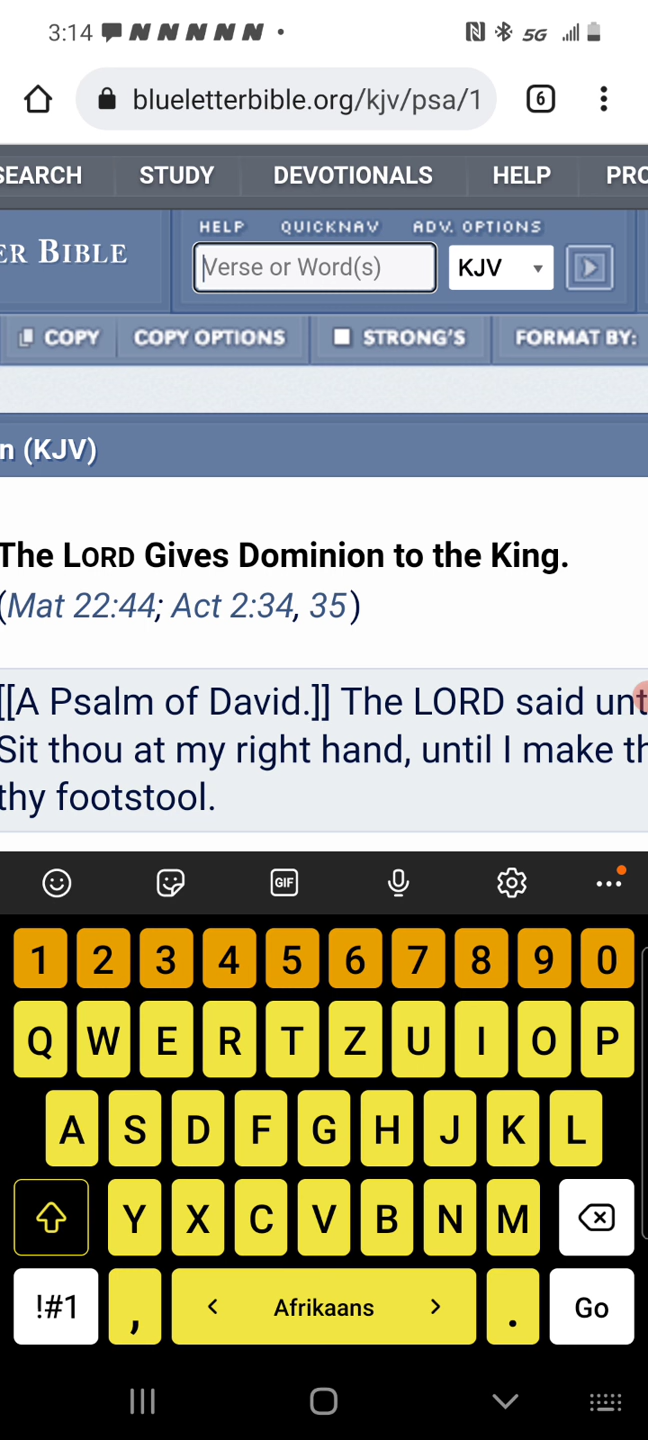 3:14 N N N N N • 5G
blueletterbible.org/kjv/psa/1 6
SEARCH STUDY DEVOTIONALS HELP PRO
HELP QUICKNAV ADV. OPTIONS
ER BIBLE Verse or Word(s) KJV
COPY COPY OPTIONS STRONG'S FORMAT BY:
n (KJV)
The LORD Gives Dominion to the King.
(Mat 22:44; Act 2:34, 35)
[[A Psalm of David.]] The LORD said unt
Sit thou at my right hand, until I make th
thy footstool.
GIF
1 2 3 4 5 6 7 8 9 0
Q W E R T Z U I O P
A S D F G H J K L
Y X C V B N M
!#1 , < Afrikaans > . Go